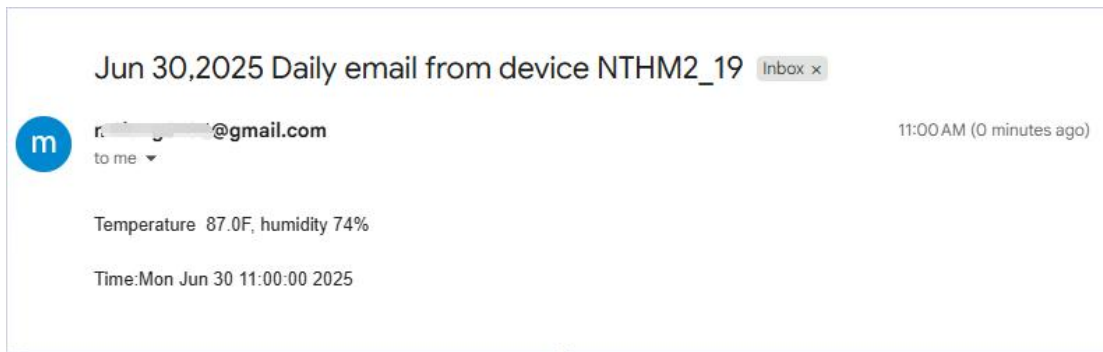 Jun 30,2025 Daily email from device NTHM2_19 Inbox x
m
@gmail.com
11:00 AM (0 minutes ago)
to me
Temperature  87.0F, humidity 74%
Time:Mon Jun 30 11:00:00 2025